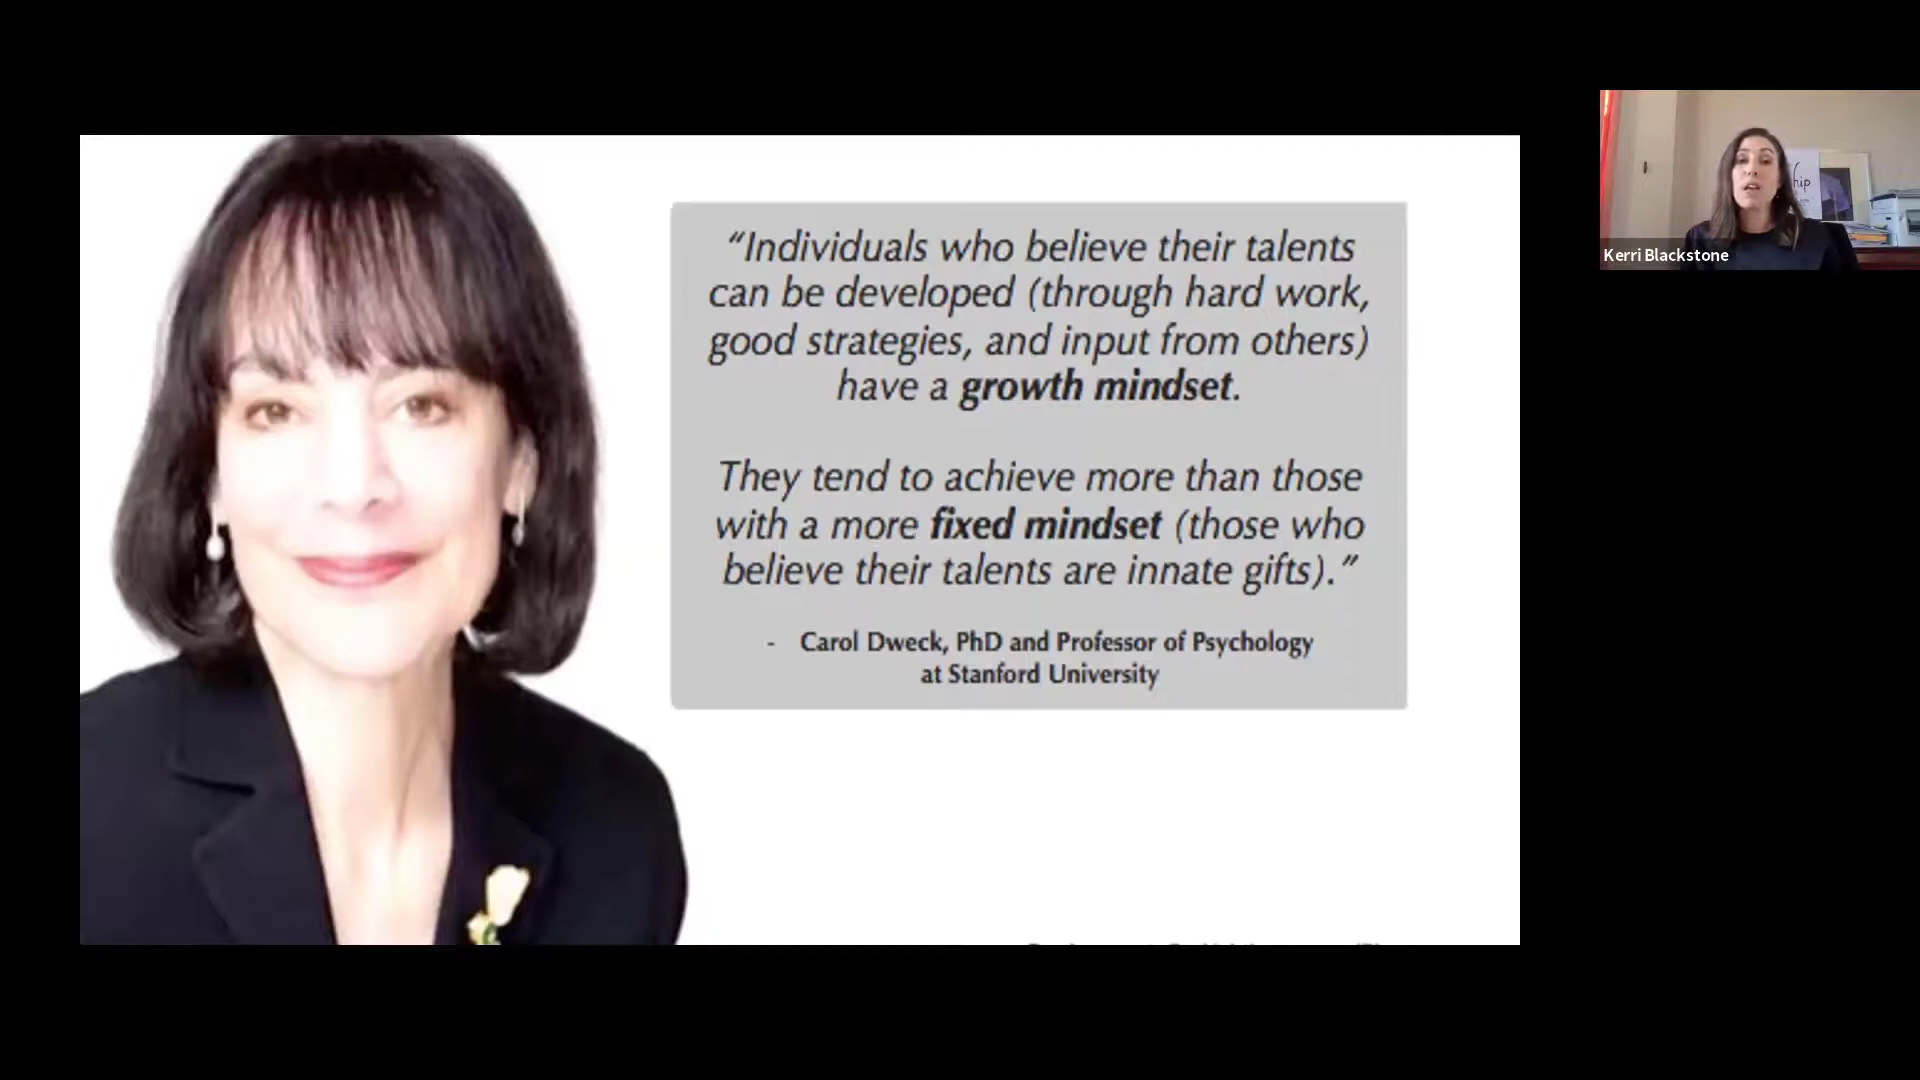 “Individuals who believe their talents
can be developed (through hard work,
good strategies, and input from others)
have a growth mindset.
They tend to achieve more than those
with a more fixed mindset (those who
believe their talents are innate gifts).”
- Carol Dweck, PhD and Professor of Psychology
at Stanford University
hip
Kerri Blackstone